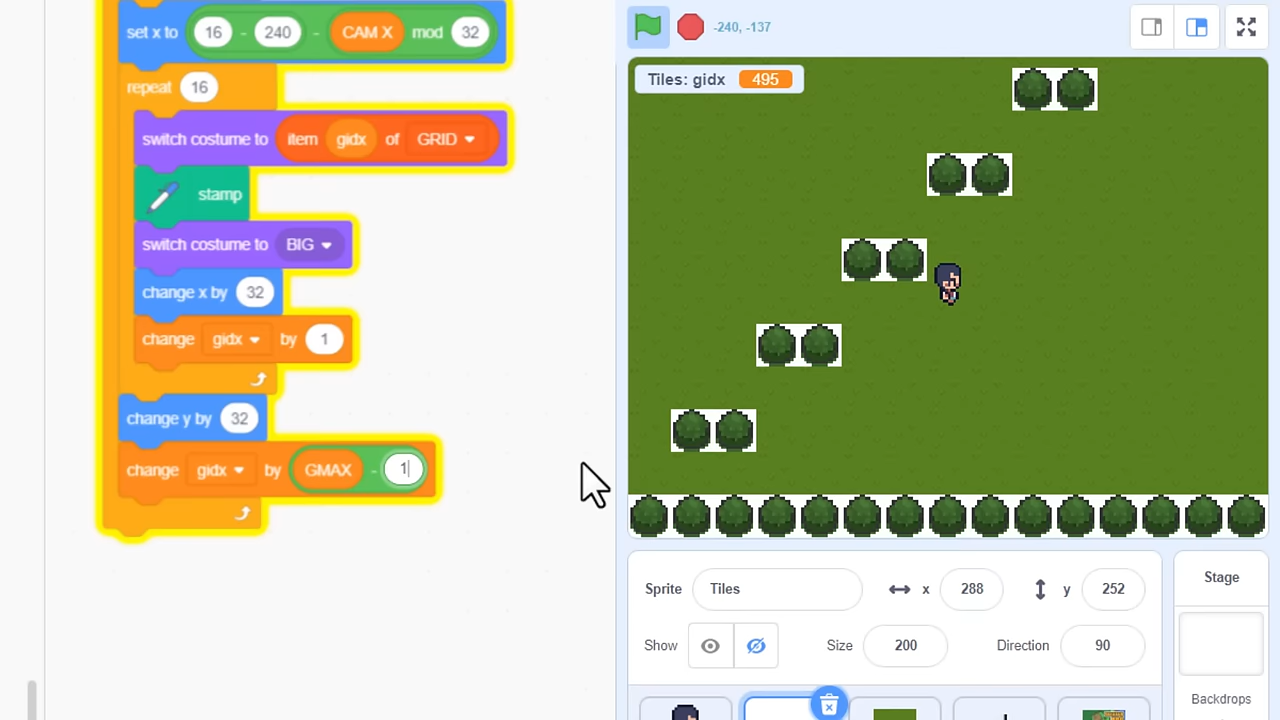 set x to 16 - 240 - CAM X mod 32
repeat 16
switch costume to item gidx of GRID
stamp
switch costume to BIG
change x by 32
change gidx by 1
change y by 32
change gidx by GMAX - 1
-240, -137
Tiles: gidx 495
Sprite Tiles x 288 y 252
Show Size 200 Direction 90
Stage
Backdrops